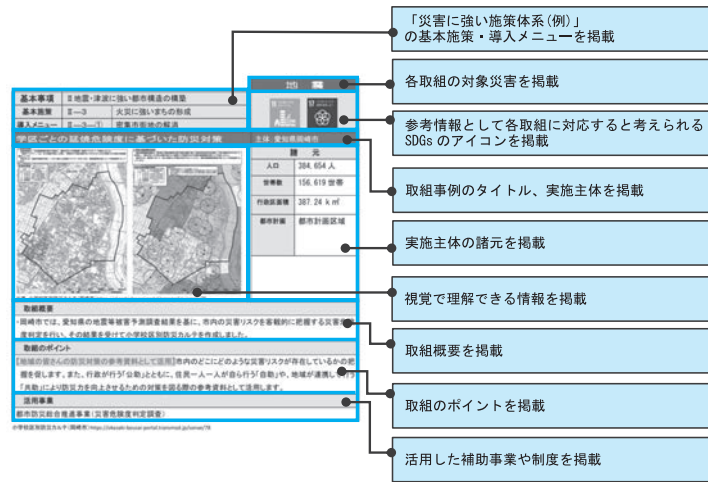 「災害に強い施策体系(例)」
の基本施策・導入メニューを掲載
各取組の対象災害を掲載
参考情報として各取組に対応すると考えられる
SDGs のアイコンを掲載
取組事例のタイトル、実施主体を掲載
実施主体の諸元を掲載
視覚で理解できる情報を掲載
取組概要を掲載
取組のポイントを掲載
活用した補助事業や制度を掲載
地 震
基本事項 Ⅱ地震・津波に強い都市構造の構築
基本施策 Ⅱ―3 火災に強いまちの形成
導入メニュー Ⅱ―3―① 密集市街地の解消
学区ごとの延焼危険度に基づいた防災対策
主体:愛知県岡崎市
諸 元
人口 384,654 人
世帯数 156,619 世帯
行政区面積 387.24 k㎡
都市計画 都市計画区域
取組概要
・岡崎市では、愛知県の地震等被害予測調査結果を基に、市内の災害リスクを客観的に把握する災害危険
度判定を行い、その結果を受けて小学校区別防災カルテを作成しました。
取組のポイント
【地域の皆さんの防災対策の参考資料として活用】市内のどこにどのような災害リスクが存在しているかの把
握を促します。また、行政が行う「公助」とともに、住民一人一人が自ら行う「自助」や、地域が連携して行う
「共助」により防災力を向上させるための対策を図る際の参考資料として活用します。
活用事業
都市防災総合推進事業(災害危険度判定調査)
小学校区別防災カルテ(岡崎市)